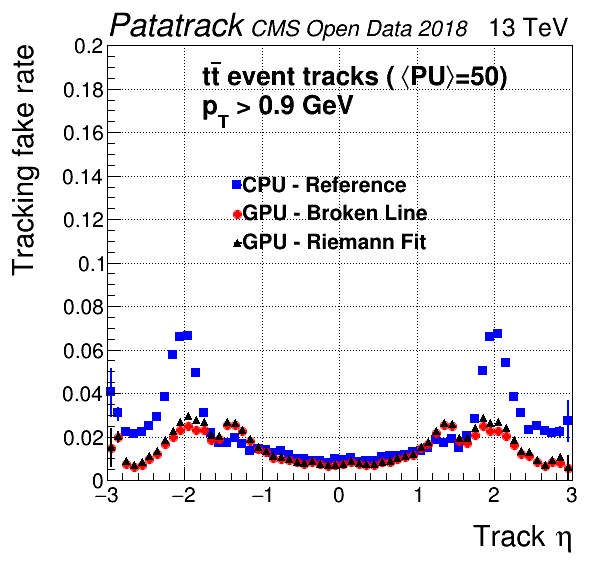 Patatrack CMS Open Data 2018 13 TeV
Tracking fake rate
0.2
0.18
0.16
0.14
0.12
0.1
0.08
0.06
0.04
0.02
0
tt̄ event tracks ( ⟨PU⟩=50)
p_T > 0.9 GeV
CPU - Reference
GPU - Broken Line
GPU - Riemann Fit
−3 −2 −1 0 1 2 3
Track η